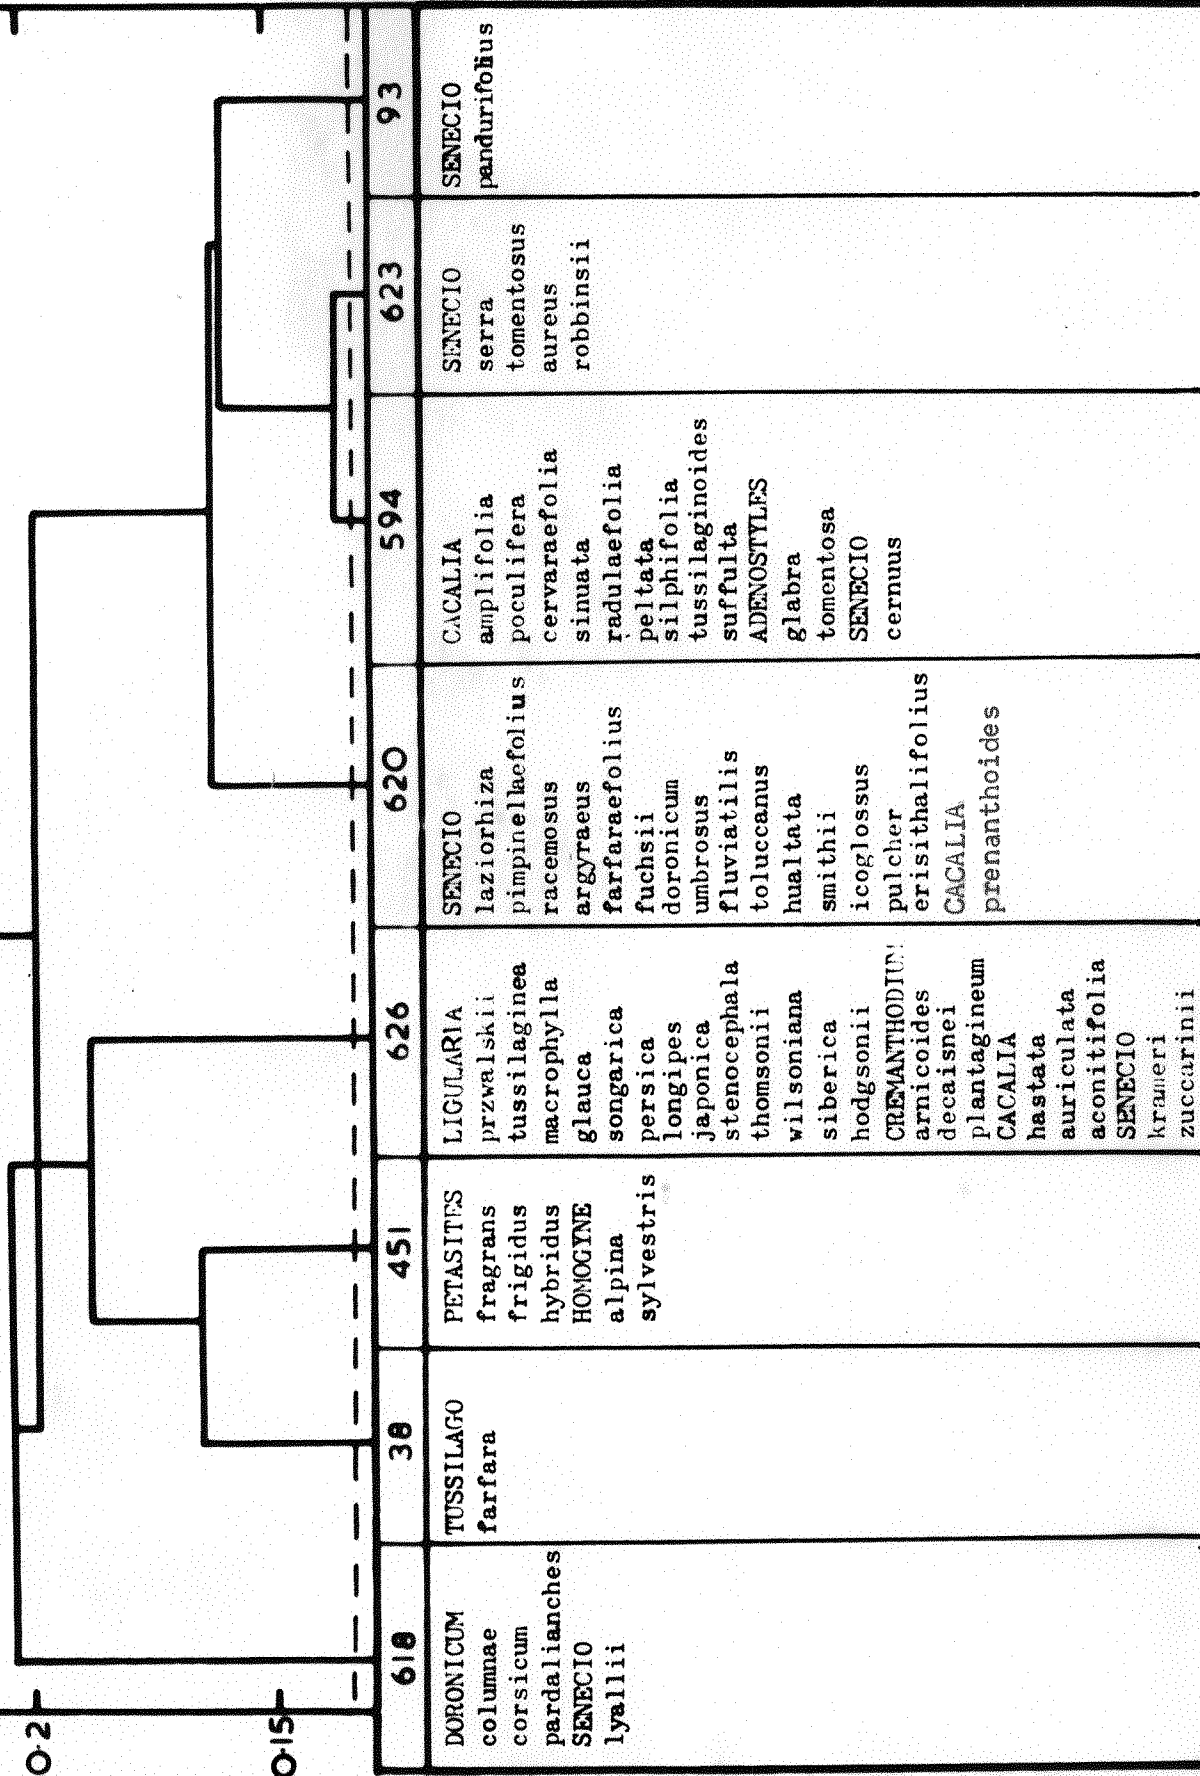 0·2
0·15
618
DORONICUM
columnae
corsicum
pardalianches
SENECIO
lyallii
38
TUSSILAGO
farfara
451
PETASITES
fragrans
frigidus
hybridus
HOMOGYNE
alpina
sylvestris
626
LIGULARIA
przwalskii
tussilaginea
macrophylla
glauca
songarica
persica
longipes
japonica
stenocephala
thomsonii
wilsoniana
siberica
hodgsonii
CREMANTHODIUM
arnicoides
decaisnei
plantagineum
CACALIA
hastata
auriculata
aconitifolia
SENECIO
krameri
zuccarinii
620
SENECIO
laziorhiza
pimpinellaefolius
racemosus
argyraeus
farfaraefolius
fuchsii
doronicum
umbrosus
fluviatilis
toluccanus
hualtata
smithii
icoglossus
pulcher
erisithalifolius
CACALIA
prenanthoides
594
CACALIA
amplifolia
poculifera
cervaraefolia
sinuata
radulaefolia
peltata
silphifolia
tussilaginoides
suffulta
ADENOSTYLES
glabra
tomentosa
SENECIO
cernuus
623
SENECIO
serra
tomentosus
aureus
robbinsii
93
SENECIO
pandurifolius